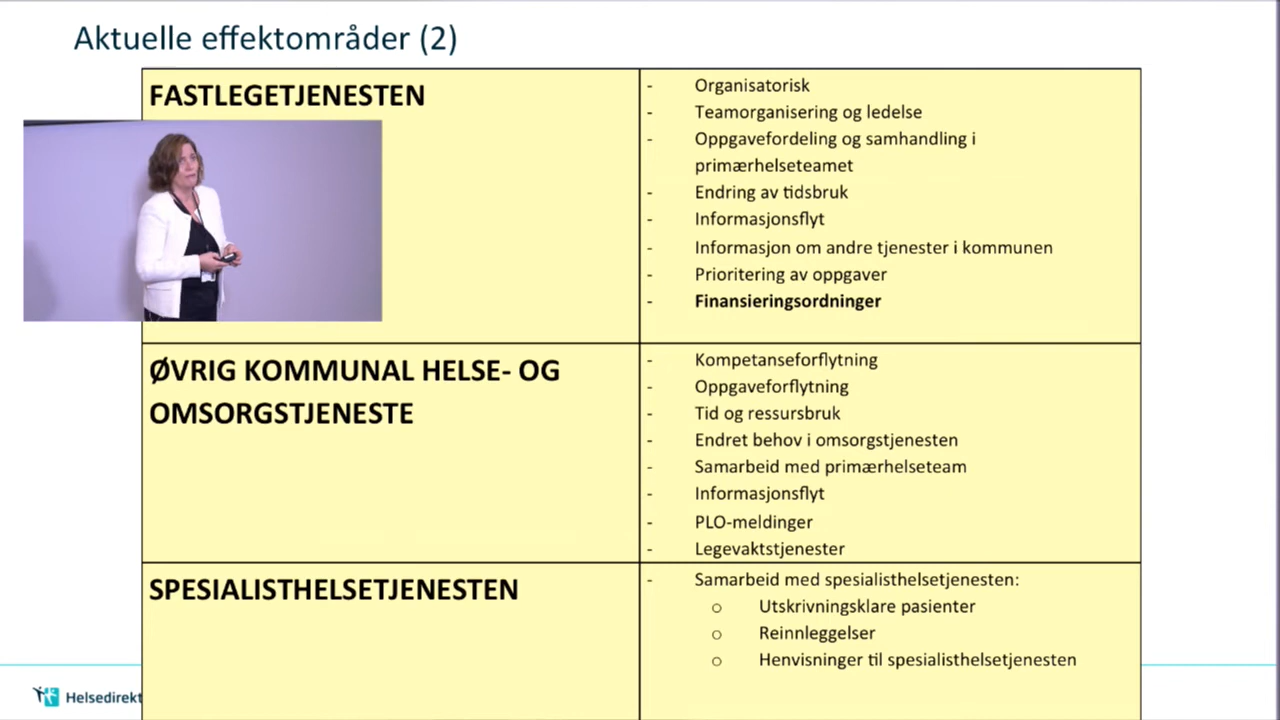 Aktuelle effektområder (2)
FASTLEGETJENESTEN
- Organisatorisk
- Teamorganisering og ledelse
- Oppgavefordeling og samhandling i
primærhelseteamet
- Endring av tidsbruk
- Informasjonsflyt
- Informasjon om andre tjenester i kommunen
- Prioritering av oppgaver
- Finansieringsordninger
ØVRIG KOMMUNAL HELSE- OG
OMSORGSTJENESTE
- Kompetanseforflytning
- Oppgaveforflytning
- Tid og ressursbruk
- Endret behov i omsorgstjenesten
- Samarbeid med primærhelseteam
- Informasjonsflyt
- PLO-meldinger
- Legevaktstjenester
SPESIALISTHELSETJENESTEN
- Samarbeid med spesialisthelsetjenesten:
o Utskrivningsklare pasienter
o Reinnleggelser
o Henvisninger til spesialisthelsetjenesten
Helsedirekt